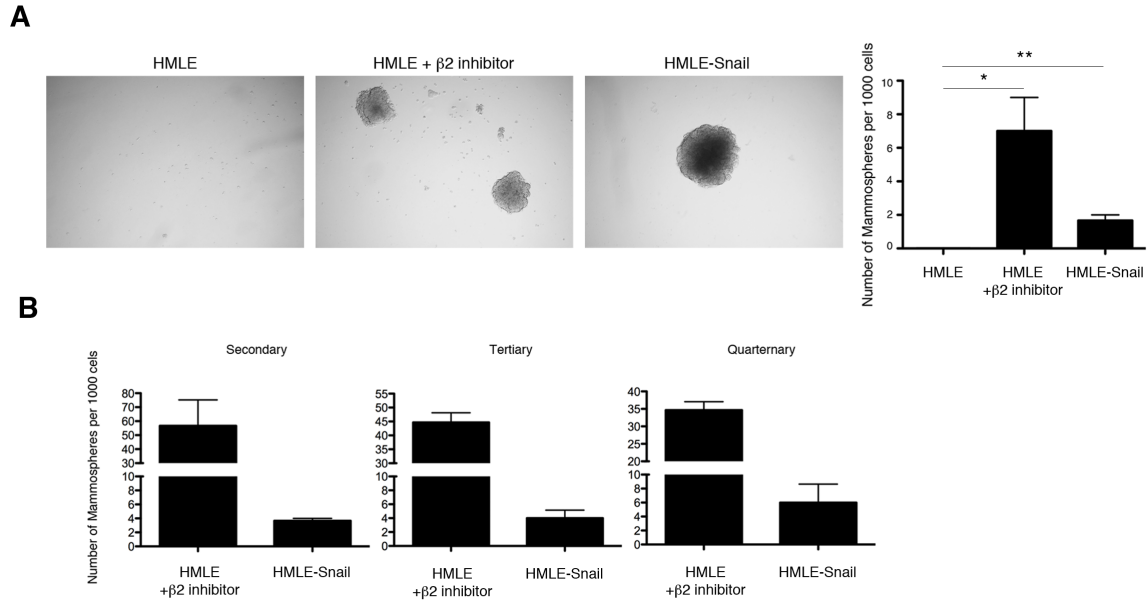 A
HMLE
HMLE + β2 inhibitor
HMLE-Snail
Number of Mammospheres per 1000 cells
**
*
10
8
6
4
2
0
HMLE
HMLE
+β2 inhibitor
HMLE-Snail
B
Number of Mammospheres per 1000 cels
Secondary
80
70
60
50
40
30
10
8
6
4
2
0
HMLE
+β2 inhibitor
HMLE-Snail
Tertiary
55
50
45
35
30
10
8
6
4
2
0
HMLE
+β2 inhibitor
HMLE-Snail
Quarternary
40
35
30
25
20
10
8
6
4
2
0
HMLE
+β2 inhibitor
HMLE-Snail